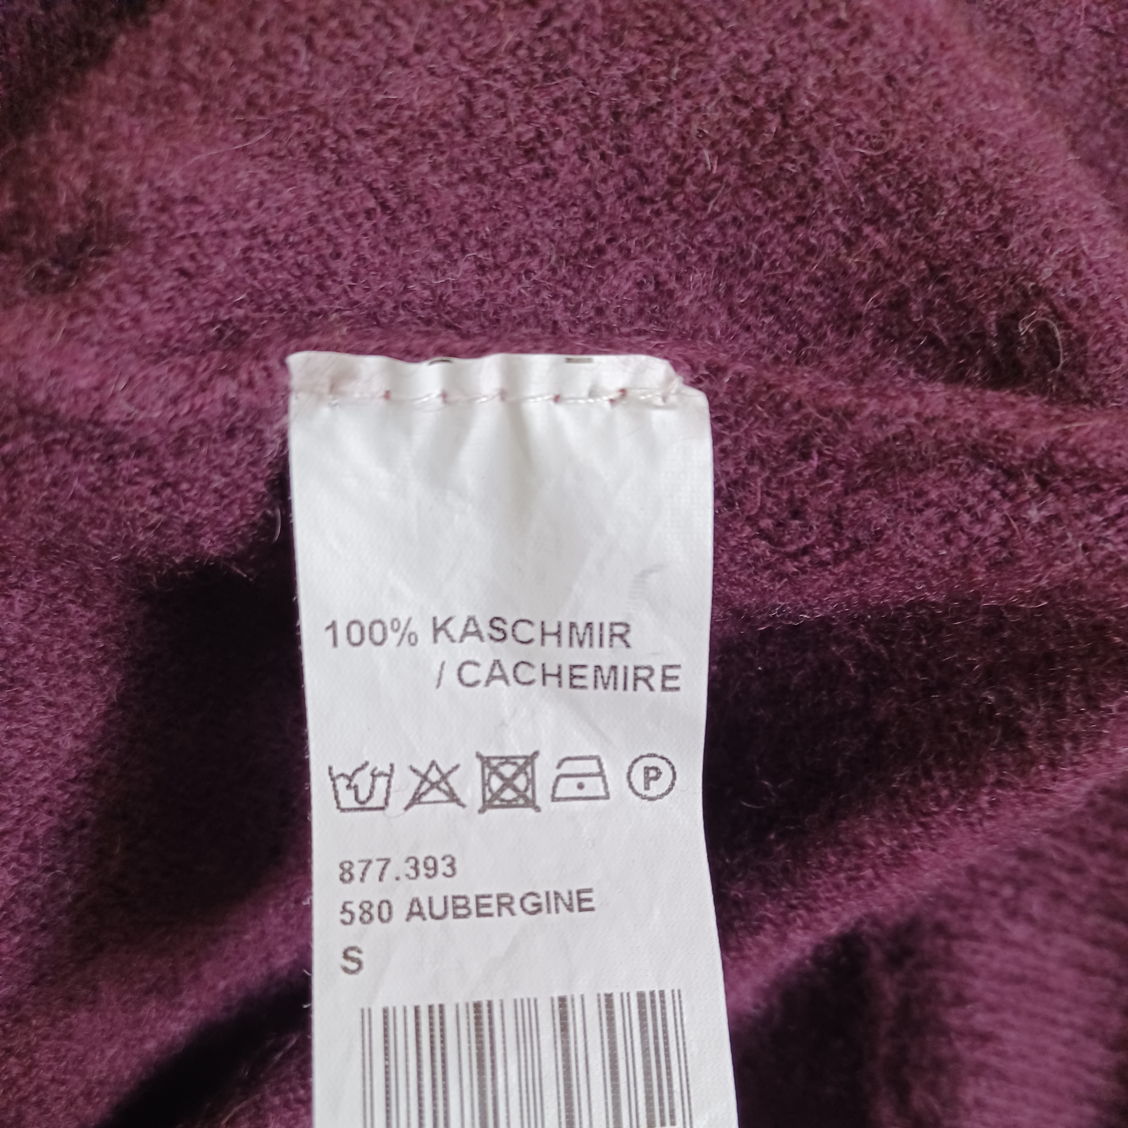 100% KASCHMIR
/ CACHEMIRE
P
877.393
580 AUBERGINE
S